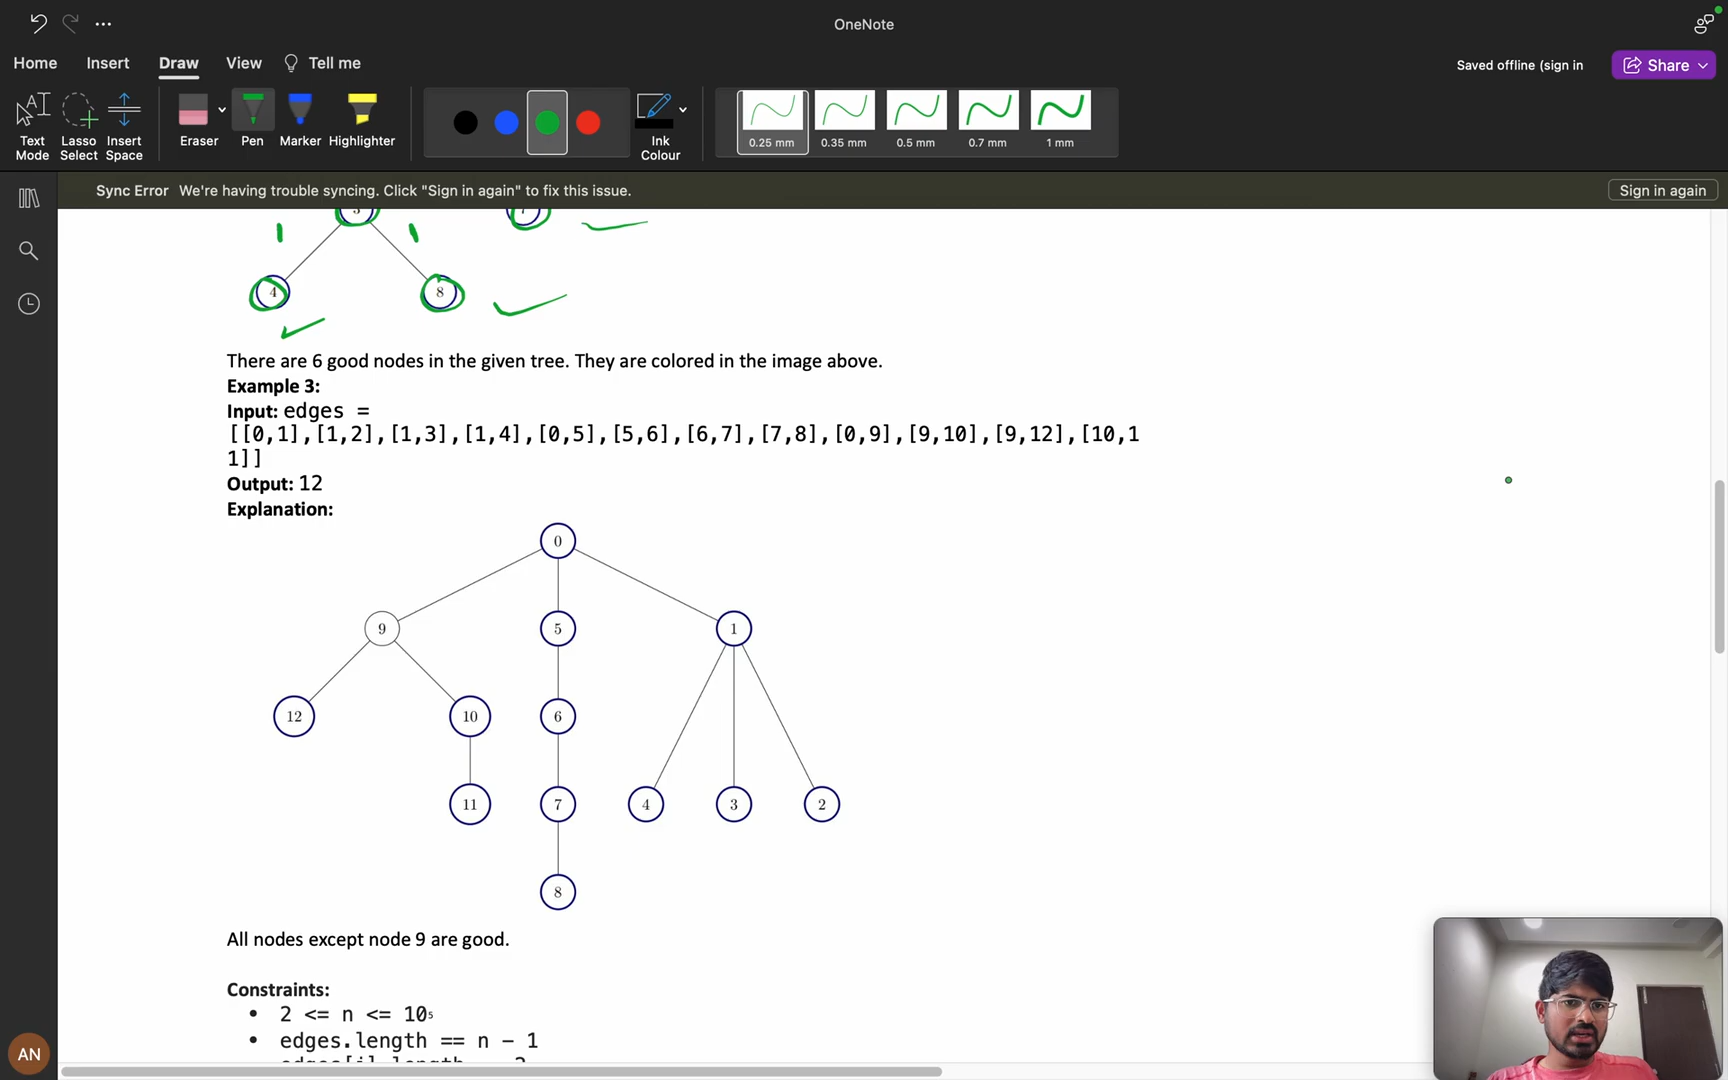 OneNote
Home Insert Draw View Tell me
Saved offline (sign in
Share
Text Mode
Lasso Select
Insert Space
Eraser
Pen
Marker
Highlighter
Ink Colour
0.25 mm
0.35 mm
0.5 mm
0.7 mm
1 mm
Sync Error We're having trouble syncing. Click "Sign in again" to fix this issue.
Sign in again
4 8
There are 6 good nodes in the given tree. They are colored in the image above.
Example 3:
Input: edges =
[[0,1],[1,2],[1,3],[1,4],[0,5],[5,6],[6,7],[7,8],[0,9],[9,10],[9,12],[10,1
1]]
Output: 12
Explanation:
0
9 5 1
12 10 6
11 7 4 3 2
8
All nodes except node 9 are good.
Constraints:
• 2 <= n <= 10⁵
• edges.length == n - 1
AN